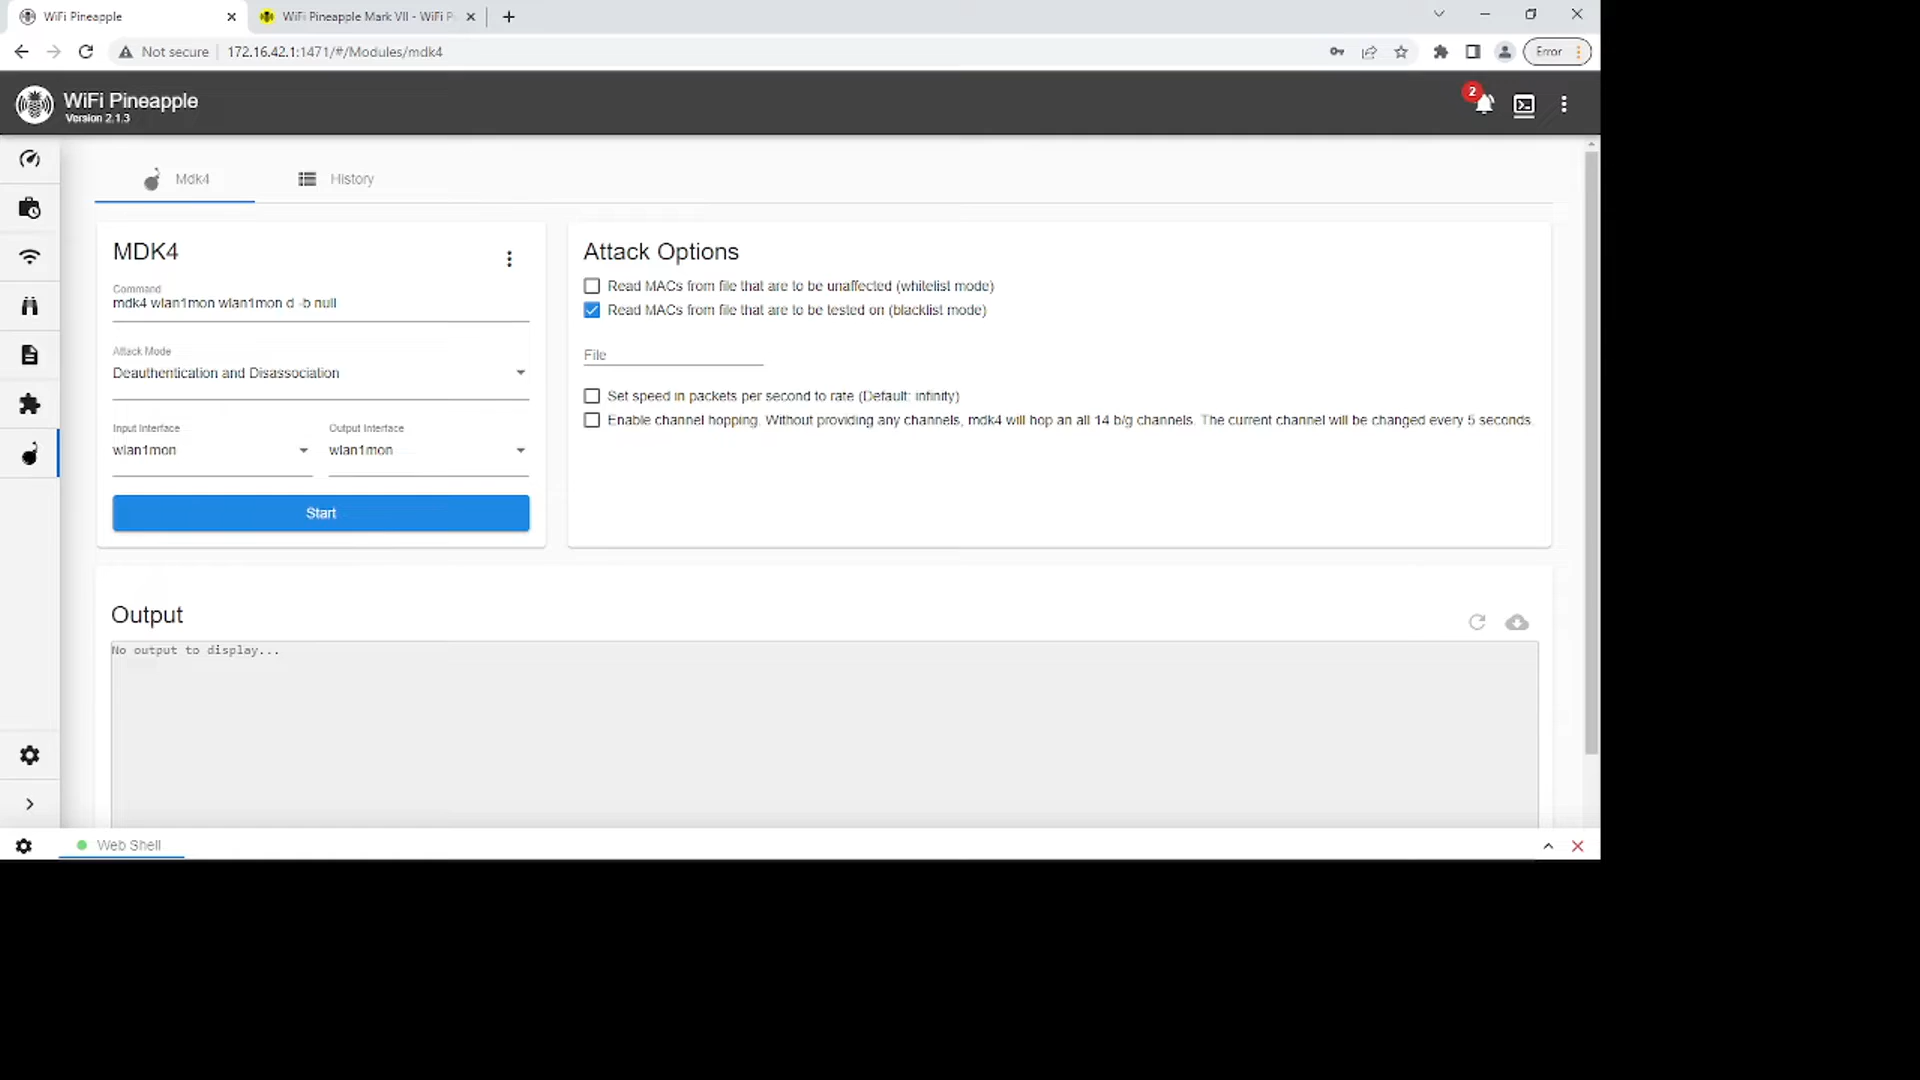 WiFi Pineapple
WiFi Pineapple Mark VII - WiFi P
Not secure
172.16.42.1:1471/#/Modules/mdk4
Error
WiFi Pineapple
Version 2.1.3
2
Mdk4
History
MDK4
Command
mdk4 wlan1mon wlan1mon d -b null
Attack Mode
Deauthentication and Disassociation
Input Interface
Output Interface
wlan1mon
wlan1mon
Start
Attack Options
Read MACs from file that are to be unaffected (whitelist mode)
Read MACs from file that are to be tested on (blacklist mode)
File
Set speed in packets per second to rate (Default: infinity)
Enable channel hopping. Without providing any channels, mdk4 will hop an all 14 b/g channels. The current channel will be changed every 5 seconds.
Output
No output to display...
Web Shell